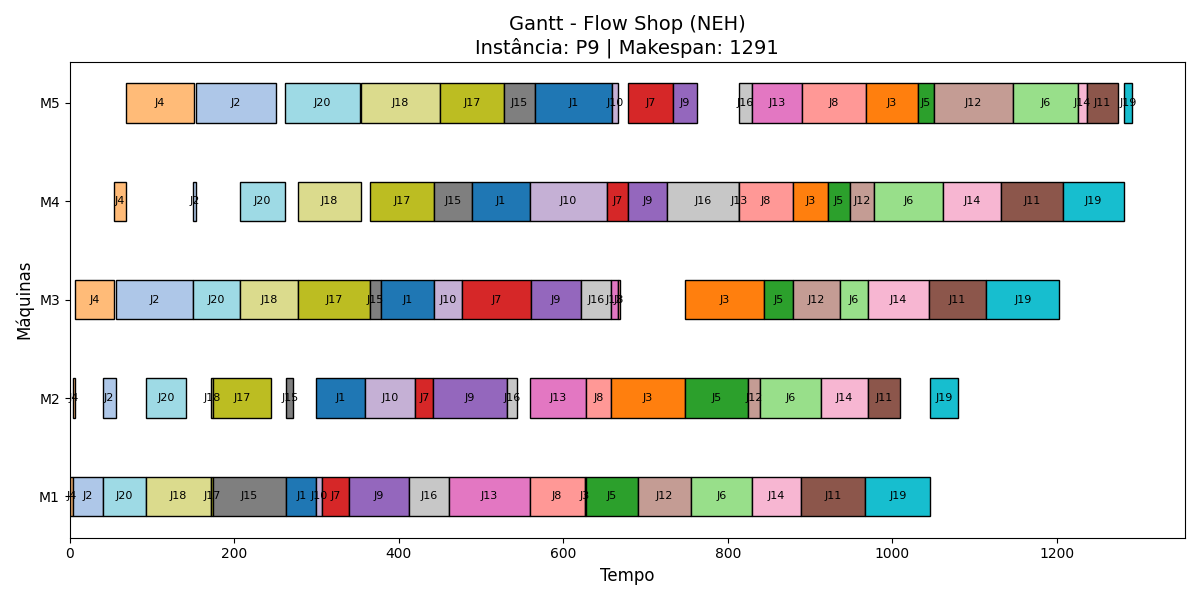 Gantt - Flow Shop (NEH)
Instância: P9 | Makespan: 1291
M5 J4 J2 J20 J18 J17 J15 J1 J10 J7 J9 J16 J13 J8 J3 J5 J12 J6 J14 J11 J19
M4 J4 J2 J20 J18 J17 J15 J1 J10 J7 J9 J16 J13 J8 J3 J5 J12 J6 J14 J11 J19
M3 J4 J2 J20 J18 J17 J15 J1 J10 J7 J9 J16 J13 J8 J3 J5 J12 J6 J14 J11 J19
M2 J4 J2 J20 J18 J17 J15 J1 J10 J7 J9 J16 J13 J8 J3 J5 J12 J6 J14 J11 J19
M1 J4 J2 J20 J18 J17 J15 J1 J10 J7 J9 J16 J13 J8 J3 J5 J12 J6 J14 J11 J19
0 200 400 600 800 1000 1200
Tempo
Máquinas